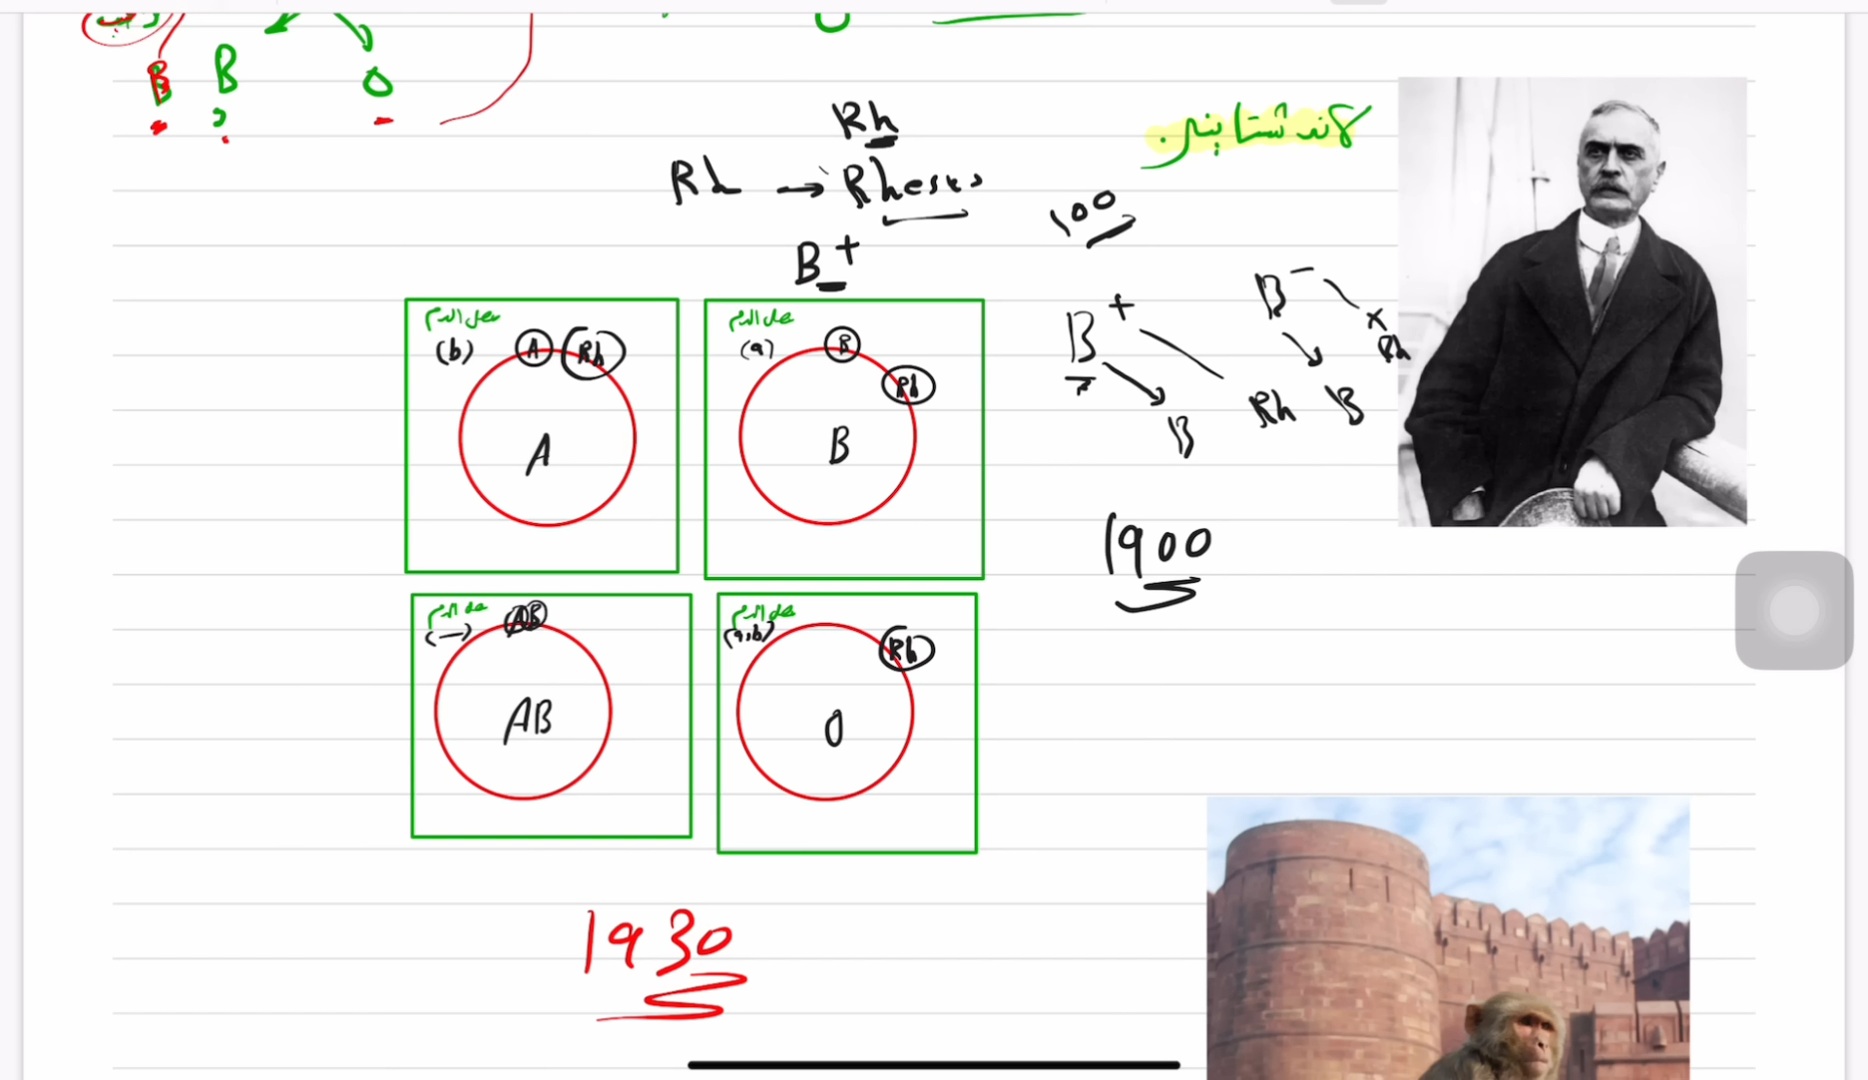 B B O
Rh
Rh → Rhesus
B+
لاندشتاينر
100
مصل الدم
(b) A Rh
A
مصل الدم
(a) B Rh
B
B+ B Rh
B- B Rh
1900
مصل الدم
(—) AB
AB
مصل الدم
(a,b) Rh
O
1930